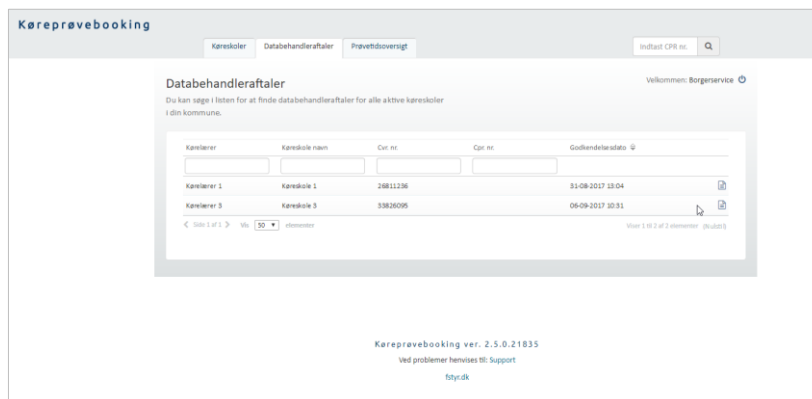 Køreprøvebooking
Køreskoler Databehandleraftaler Prøvetidsoversigt Indtast CPR nr.
Databehandleraftaler
Velkommen: Borgerservice
Du kan søge i listen for at finde databehandleraftaler for alle aktive køreskoler
i din kommune.
Kørelærer Køreskole navn Cvr. nr. Cpr. nr. Godkendelsesdato
Kørelærer 1 Køreskole 1 26811236 31-08-2017 13:04
Kørelærer 3 Køreskole 3 33826095 06-09-2017 10:31
Side 1 af 1 Vis 50 elementer Viser 1 til 2 af 2 elementer (Nulstil)
Køreprøvebooking ver. 2.5.0.21835
Ved problemer henvises til: Support
fstyr.dk